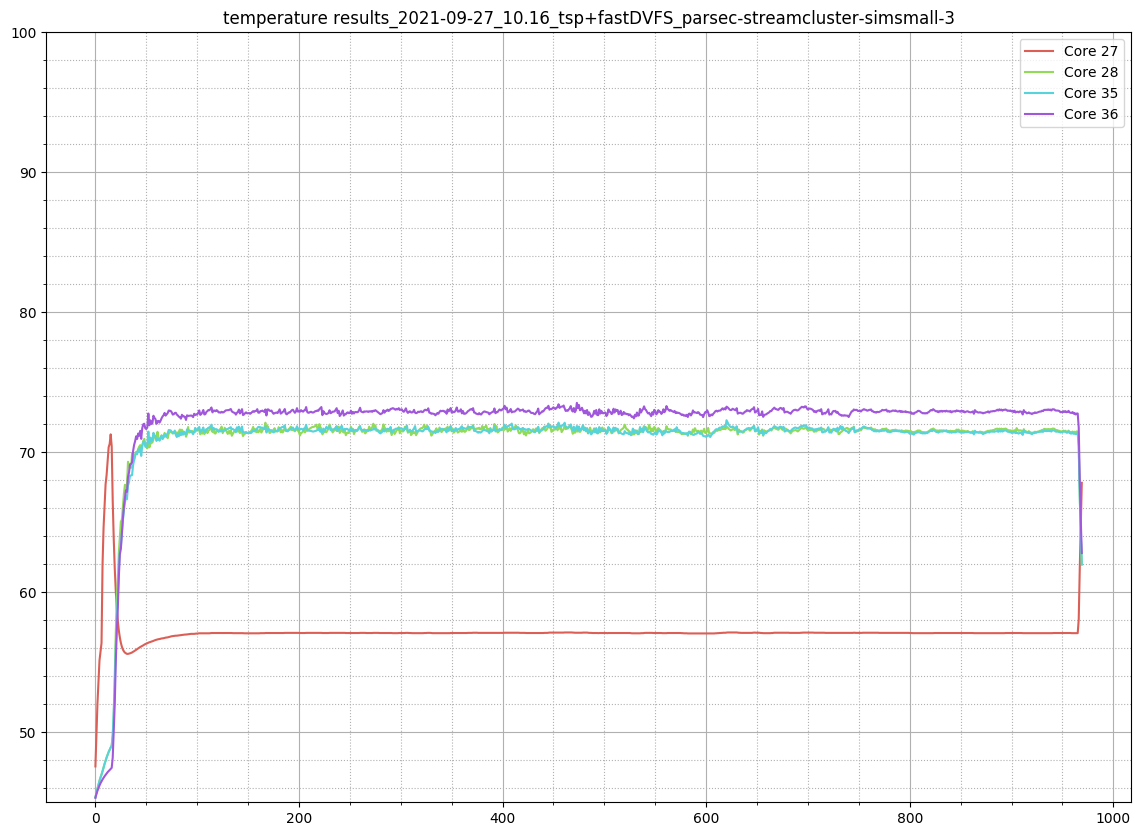 temperature results_2021-09-27_10.16_tsp+fastDVFS_parsec-streamcluster-simsmall-3
100
90
80
70
60
50
Core 27
Core 28
Core 35
Core 36
0 200 400 600 800 1000